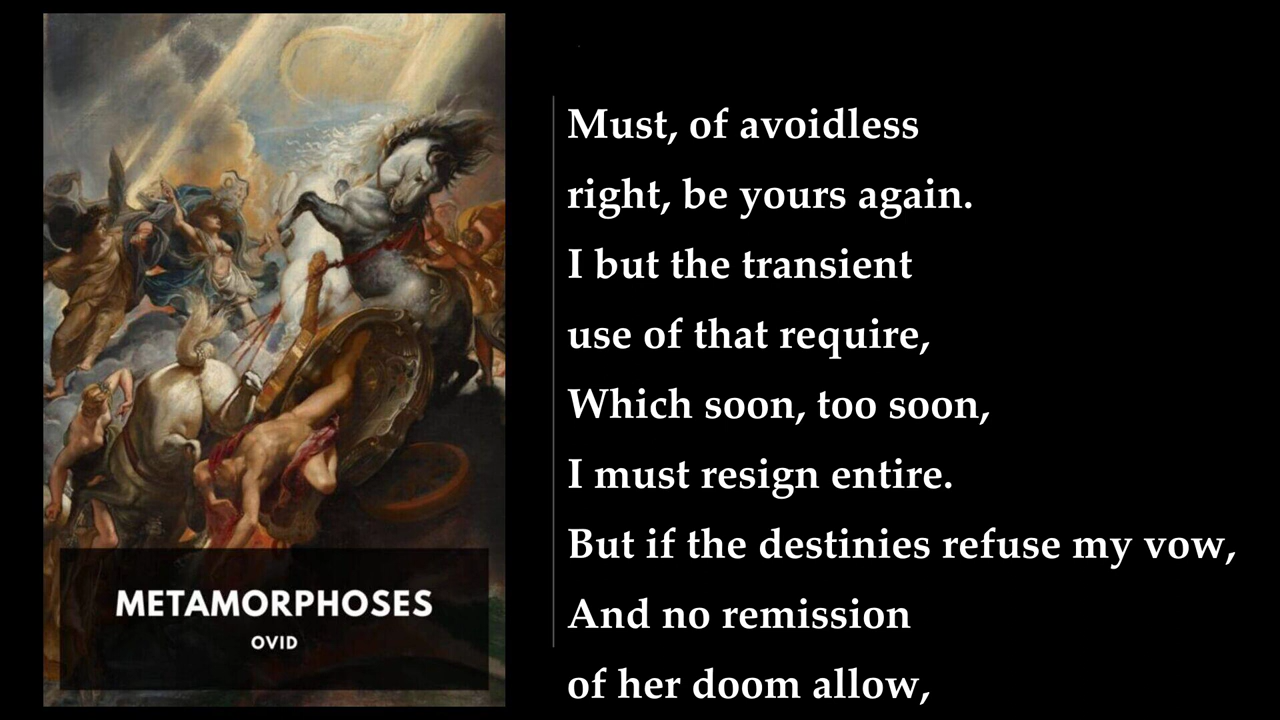 METAMORPHOSES
OVID
Must, of avoidless
right, be yours again.
I but the transient
use of that require,
Which soon, too soon,
I must resign entire.
But if the destinies refuse my vow,
And no remission
of her doom allow,